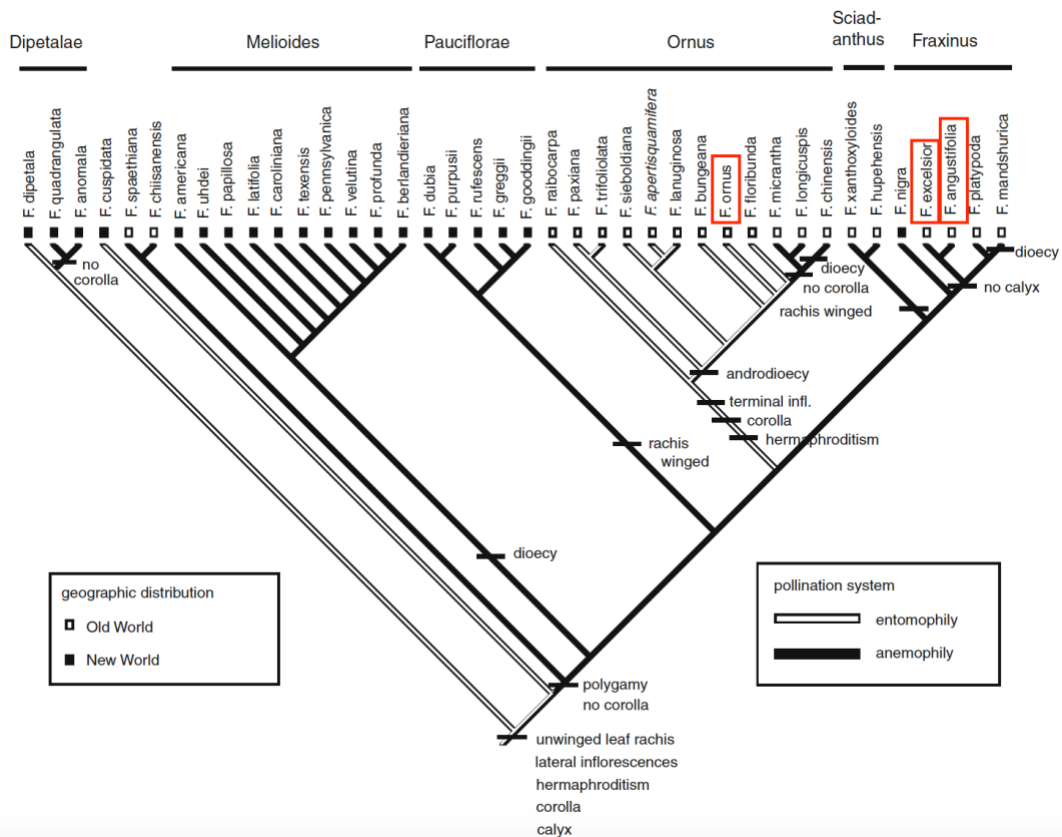 Dipetalae
Melioides
Pauciflorae
Ornus
Sciad-
anthus
Fraxinus
F. dipetala
F. quadrangulata
F. anomala
F. cuspidata
F. spaethiana
F. chiisanensis
F. americana
F. uhdei
F. papillosa
F. latifolia
F. caroliniana
F. texensis
F. pennsylvanica
F. velutina
F. profunda
F. berlandieriana
F. dubia
F. purpusii
F. rufescens
F. greggii
F. gooddingii
F. raibocarpa
F. paxiana
F. trifoliolata
F. sieboldiana
F. apertisquamifera
F. lanuginosa
F. bungeana
F. ornus
F. floribunda
F. micrantha
F. longicuspis
F. chinensis
F. xanthoxyloides
F. hupehensis
F. nigra
F. excelsior
F. angustifolia
F. platypoda
F. mandshurica
no
corolla
dioecy
no corolla
dioecy
no calyx
rachis winged
androdioecy
terminal infl.
corolla
hermaphroditism
rachis
winged
dioecy
geographic distribution
Old World
New World
pollination system
entomophily
anemophily
polygamy
no corolla
unwinged leaf rachis
lateral inflorescences
hermaphroditism
corolla
calyx